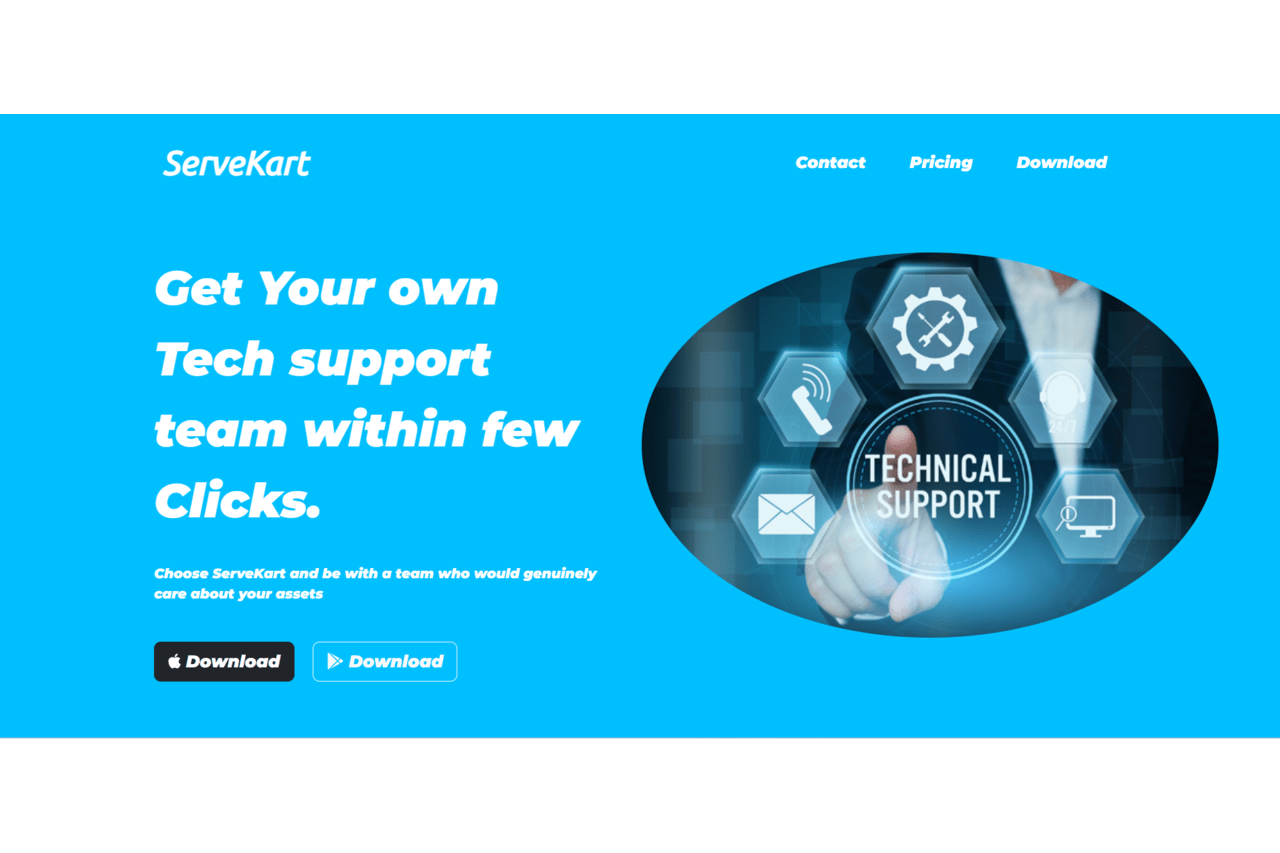 ServeKart
Contact Pricing Download
Get Your own
Tech support
team within few
Clicks.
Choose ServeKart and be with a team who would genuinely
care about your assets
Download Download
24/7
TECHNICAL
SUPPORT